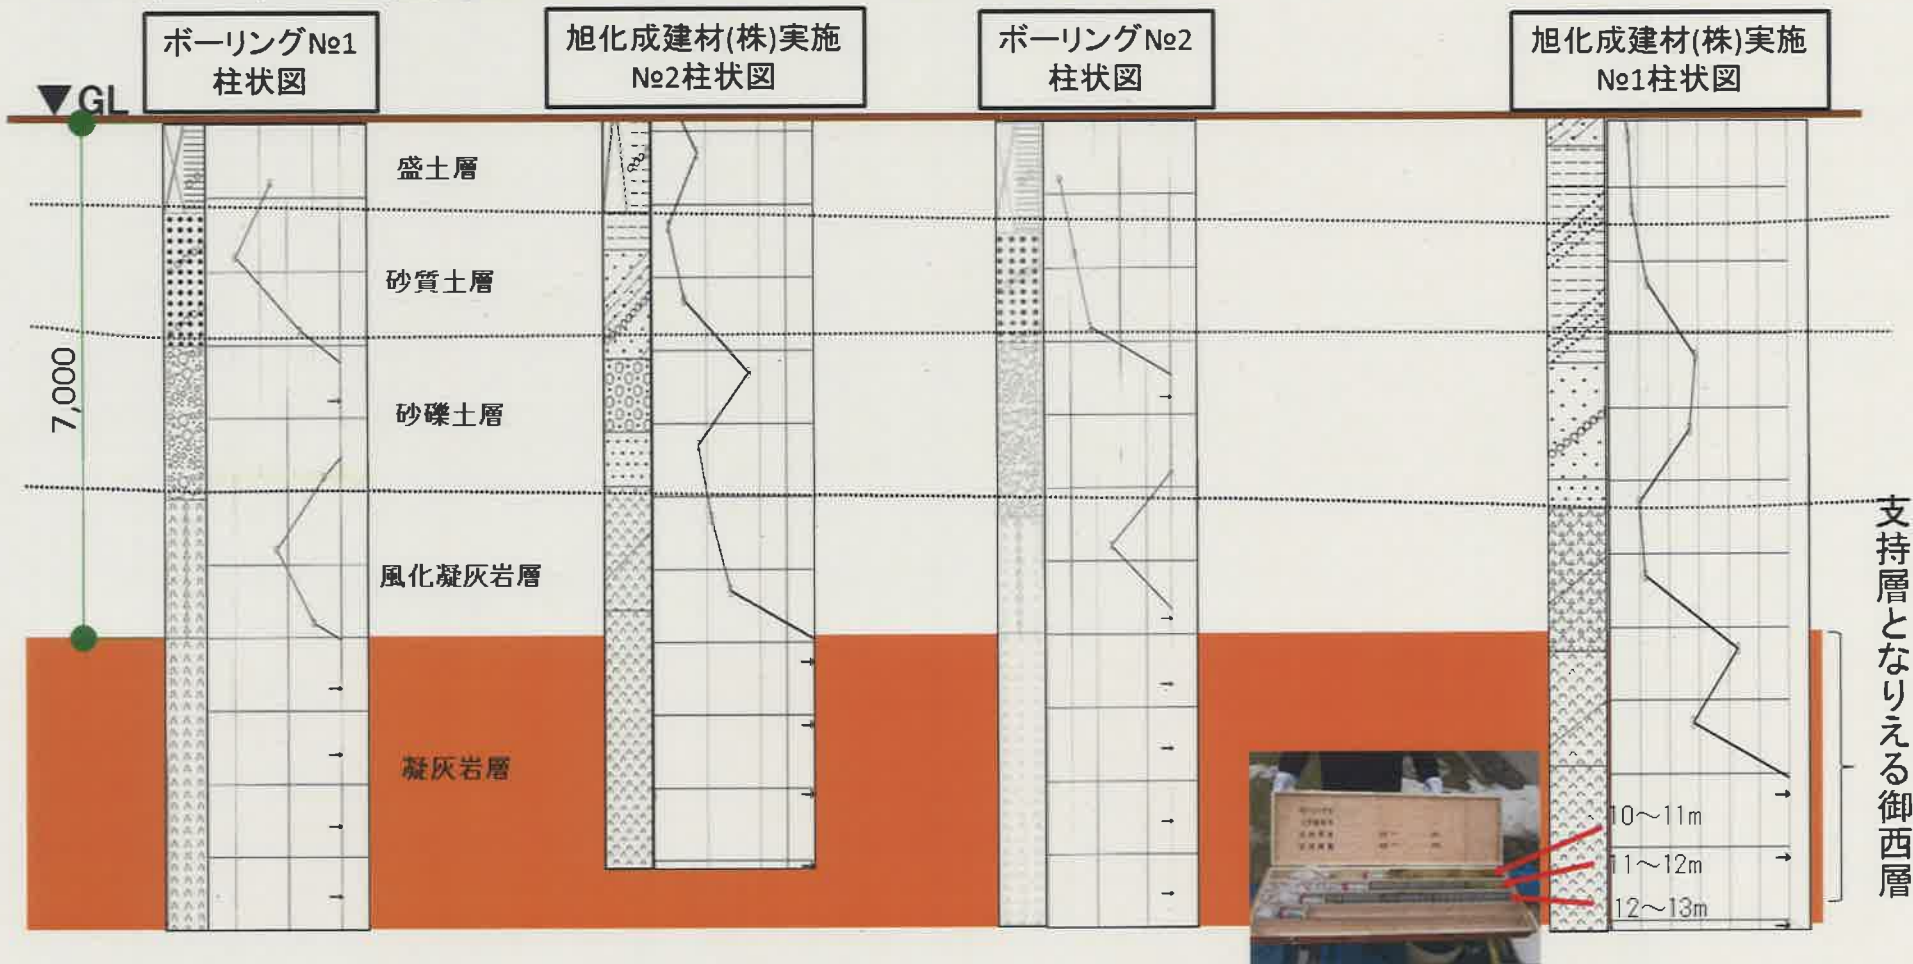 ボーリング№1
柱状図
旭化成建材(株)実施
№2柱状図
ボーリング№2
柱状図
旭化成建材(株)実施
№1柱状図
▼GL
盛土層
砂質土層
7,000
砂礫土層
風化凝灰岩層
凝灰岩層
支持層となりえる御西層
10～11m
11～12m
12～13m